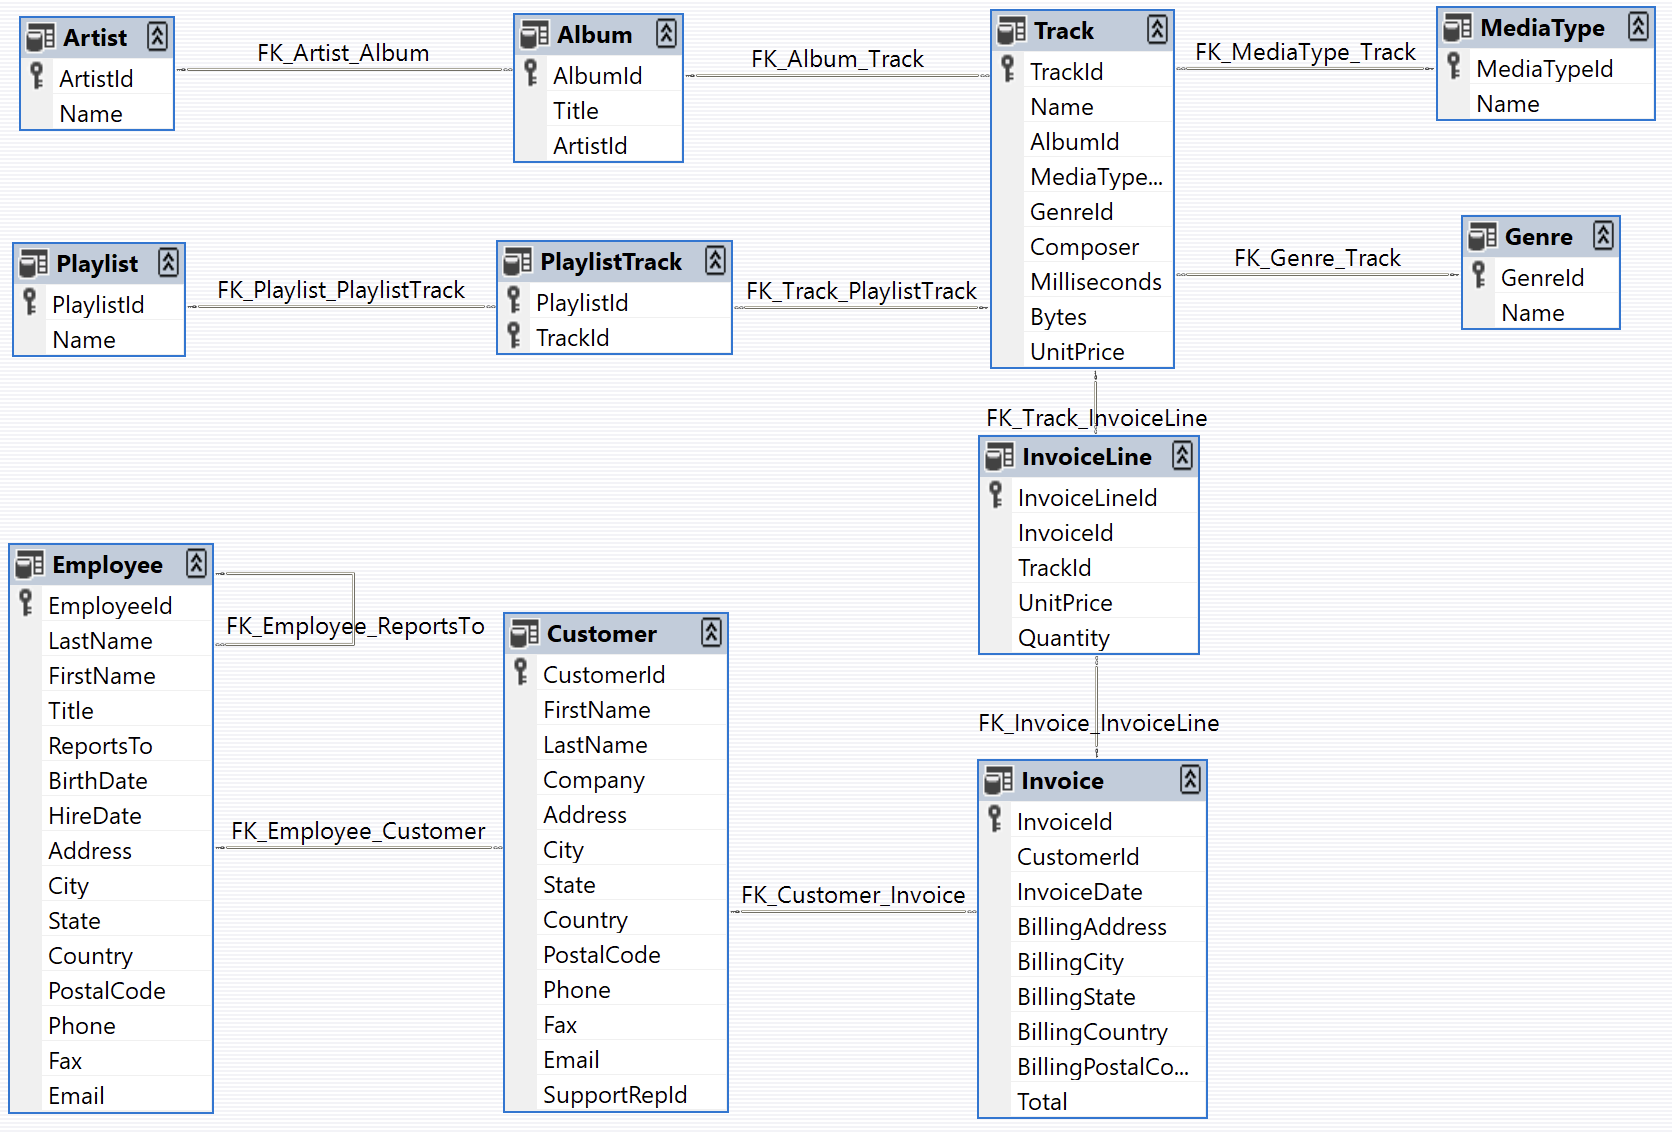 Artist
ArtistId
Name
FK_Artist_Album
Album
AlbumId
Title
ArtistId
FK_Album_Track
Track
TrackId
Name
AlbumId
MediaType...
GenreId
Composer
Milliseconds
Bytes
UnitPrice
FK_MediaType_Track
MediaType
MediaTypeId
Name
FK_Genre_Track
Genre
GenreId
Name
Playlist
PlaylistId
Name
FK_Playlist_PlaylistTrack
PlaylistTrack
PlaylistId
TrackId
FK_Track_PlaylistTrack
FK_Track_InvoiceLine
InvoiceLine
InvoiceLineId
InvoiceId
TrackId
UnitPrice
Quantity
Employee
EmployeeId
LastName
FirstName
Title
ReportsTo
BirthDate
HireDate
Address
City
State
Country
PostalCode
Phone
Fax
Email
FK_Employee_ReportsTo
FK_Employee_Customer
Customer
CustomerId
FirstName
LastName
Company
Address
City
State
Country
PostalCode
Phone
Fax
Email
SupportRepId
FK_Customer_Invoice
FK_Invoice_InvoiceLine
Invoice
InvoiceId
CustomerId
InvoiceDate
BillingAddress
BillingCity
BillingState
BillingCountry
BillingPostalCo...
Total